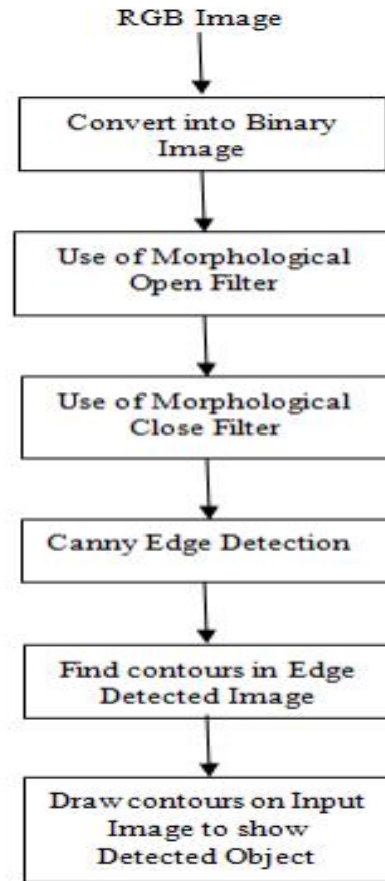 RGB Image
Convert into Binary
Image
Use of Morphological
Open Filter
Use of Morphological
Close Filter
Canny Edge Detection
Find contours in Edge
Detected Image
Draw contours on Input
Image to show
Detected Object